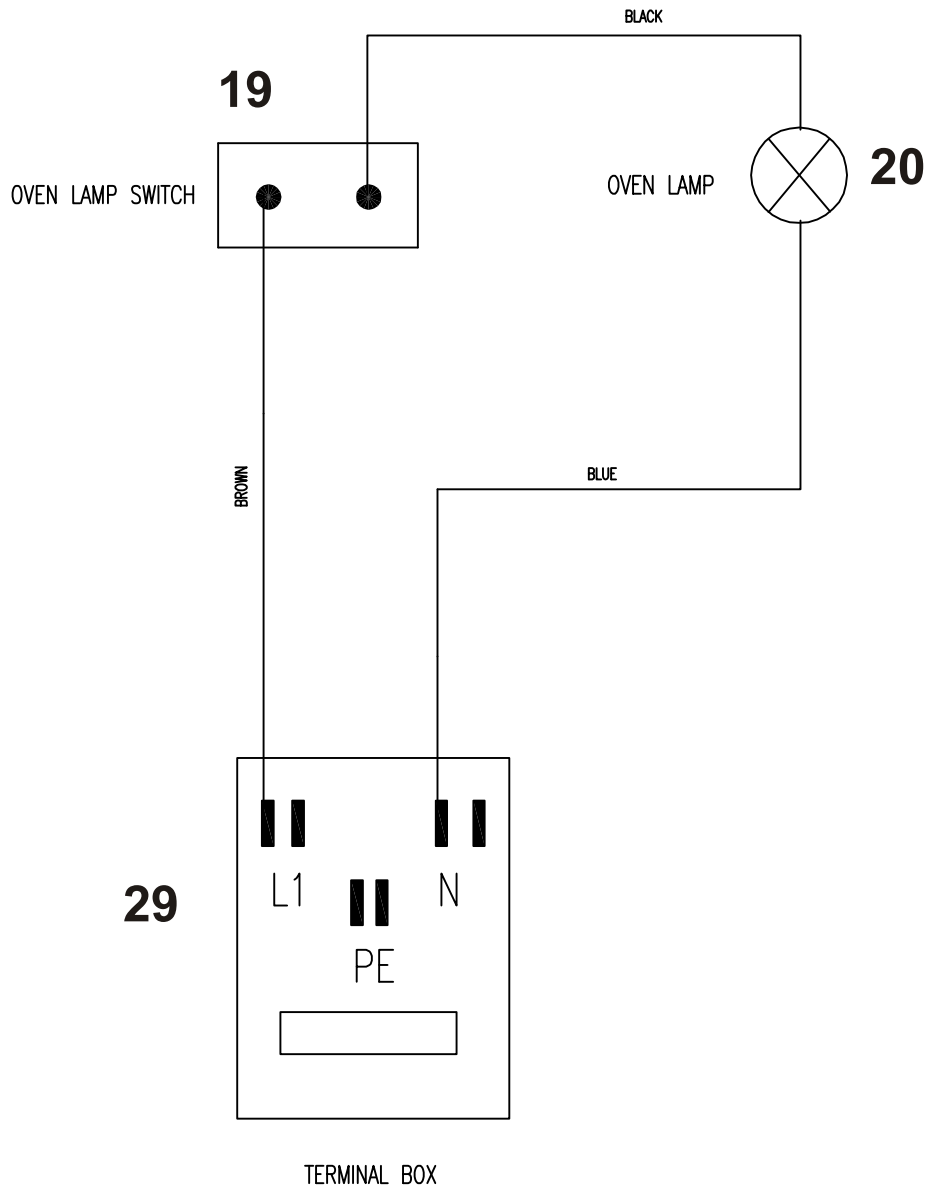 BLACK
19
OVEN LAMP SWITCH
OVEN LAMP
20
BROWN
BLUE
L1
N
29
PE
TERMINAL BOX